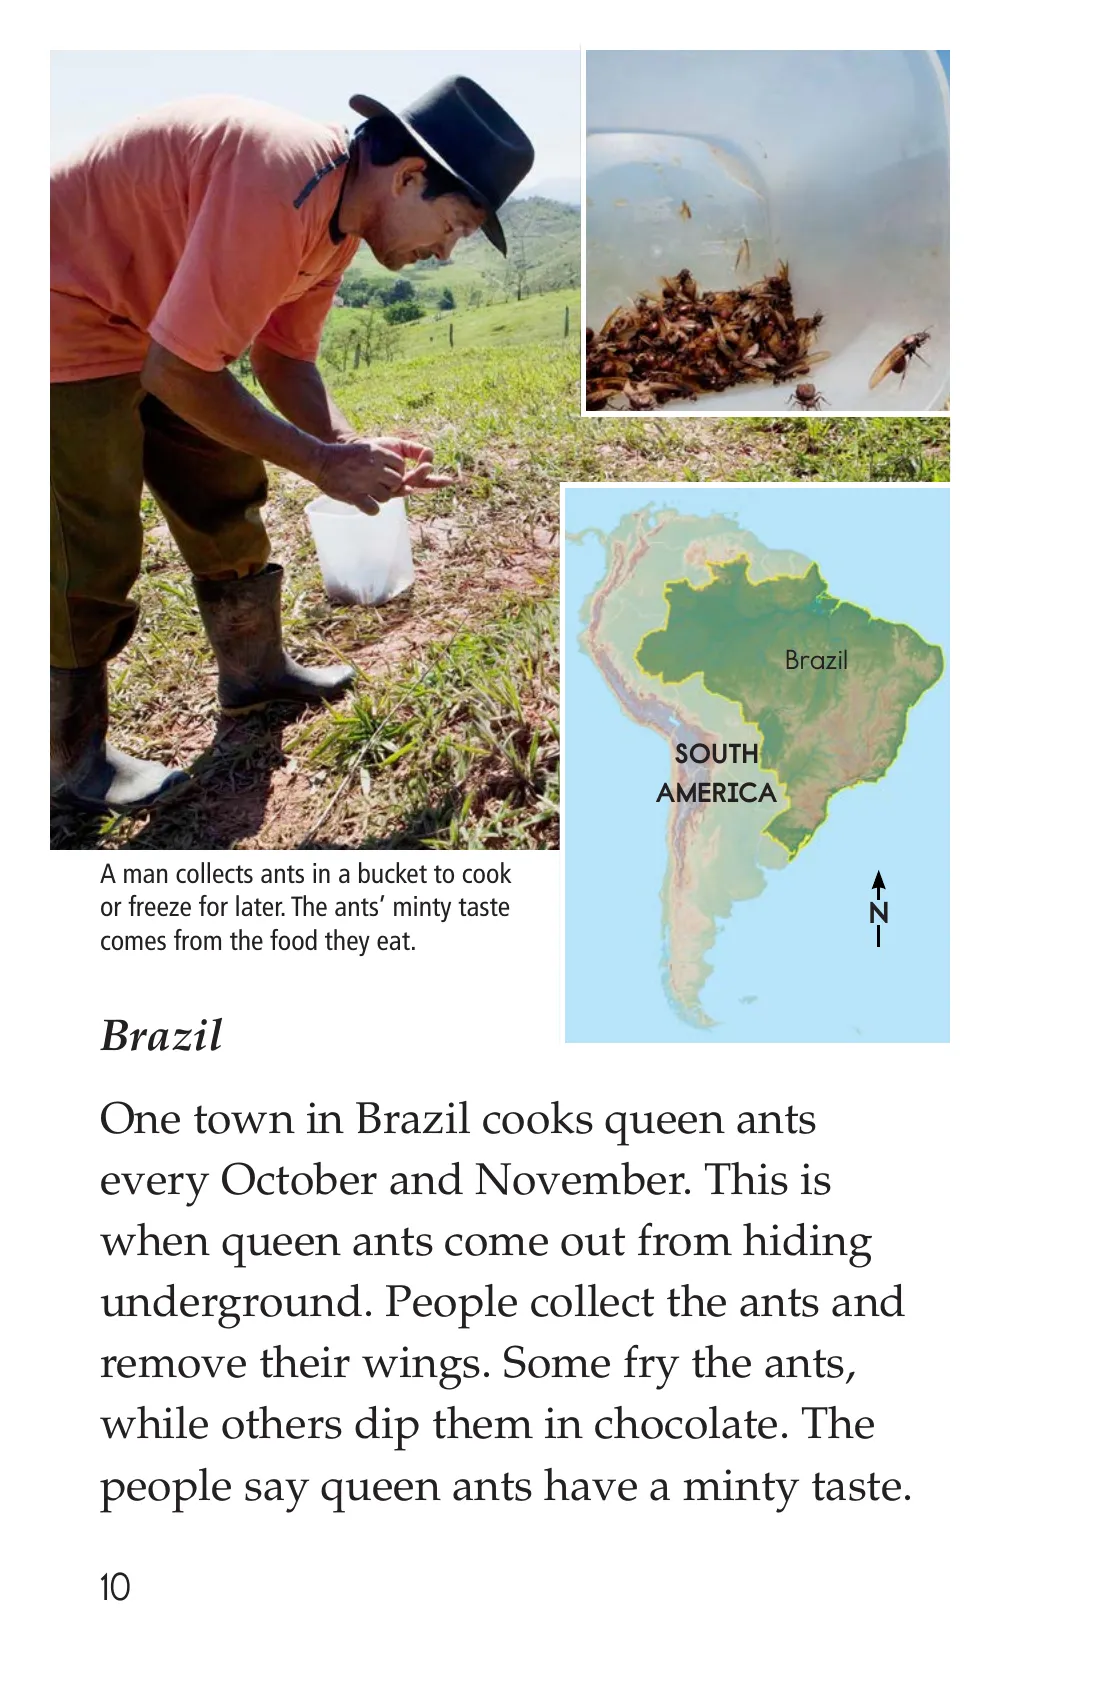 Brazil
SOUTH
AMERICA
N
A man collects ants in a bucket to cook
or freeze for later. The ants’ minty taste
comes from the food they eat.
Brazil
One town in Brazil cooks queen ants
every October and November. This is
when queen ants come out from hiding
underground. People collect the ants and
remove their wings. Some fry the ants,
while others dip them in chocolate. The
people say queen ants have a minty taste.
10